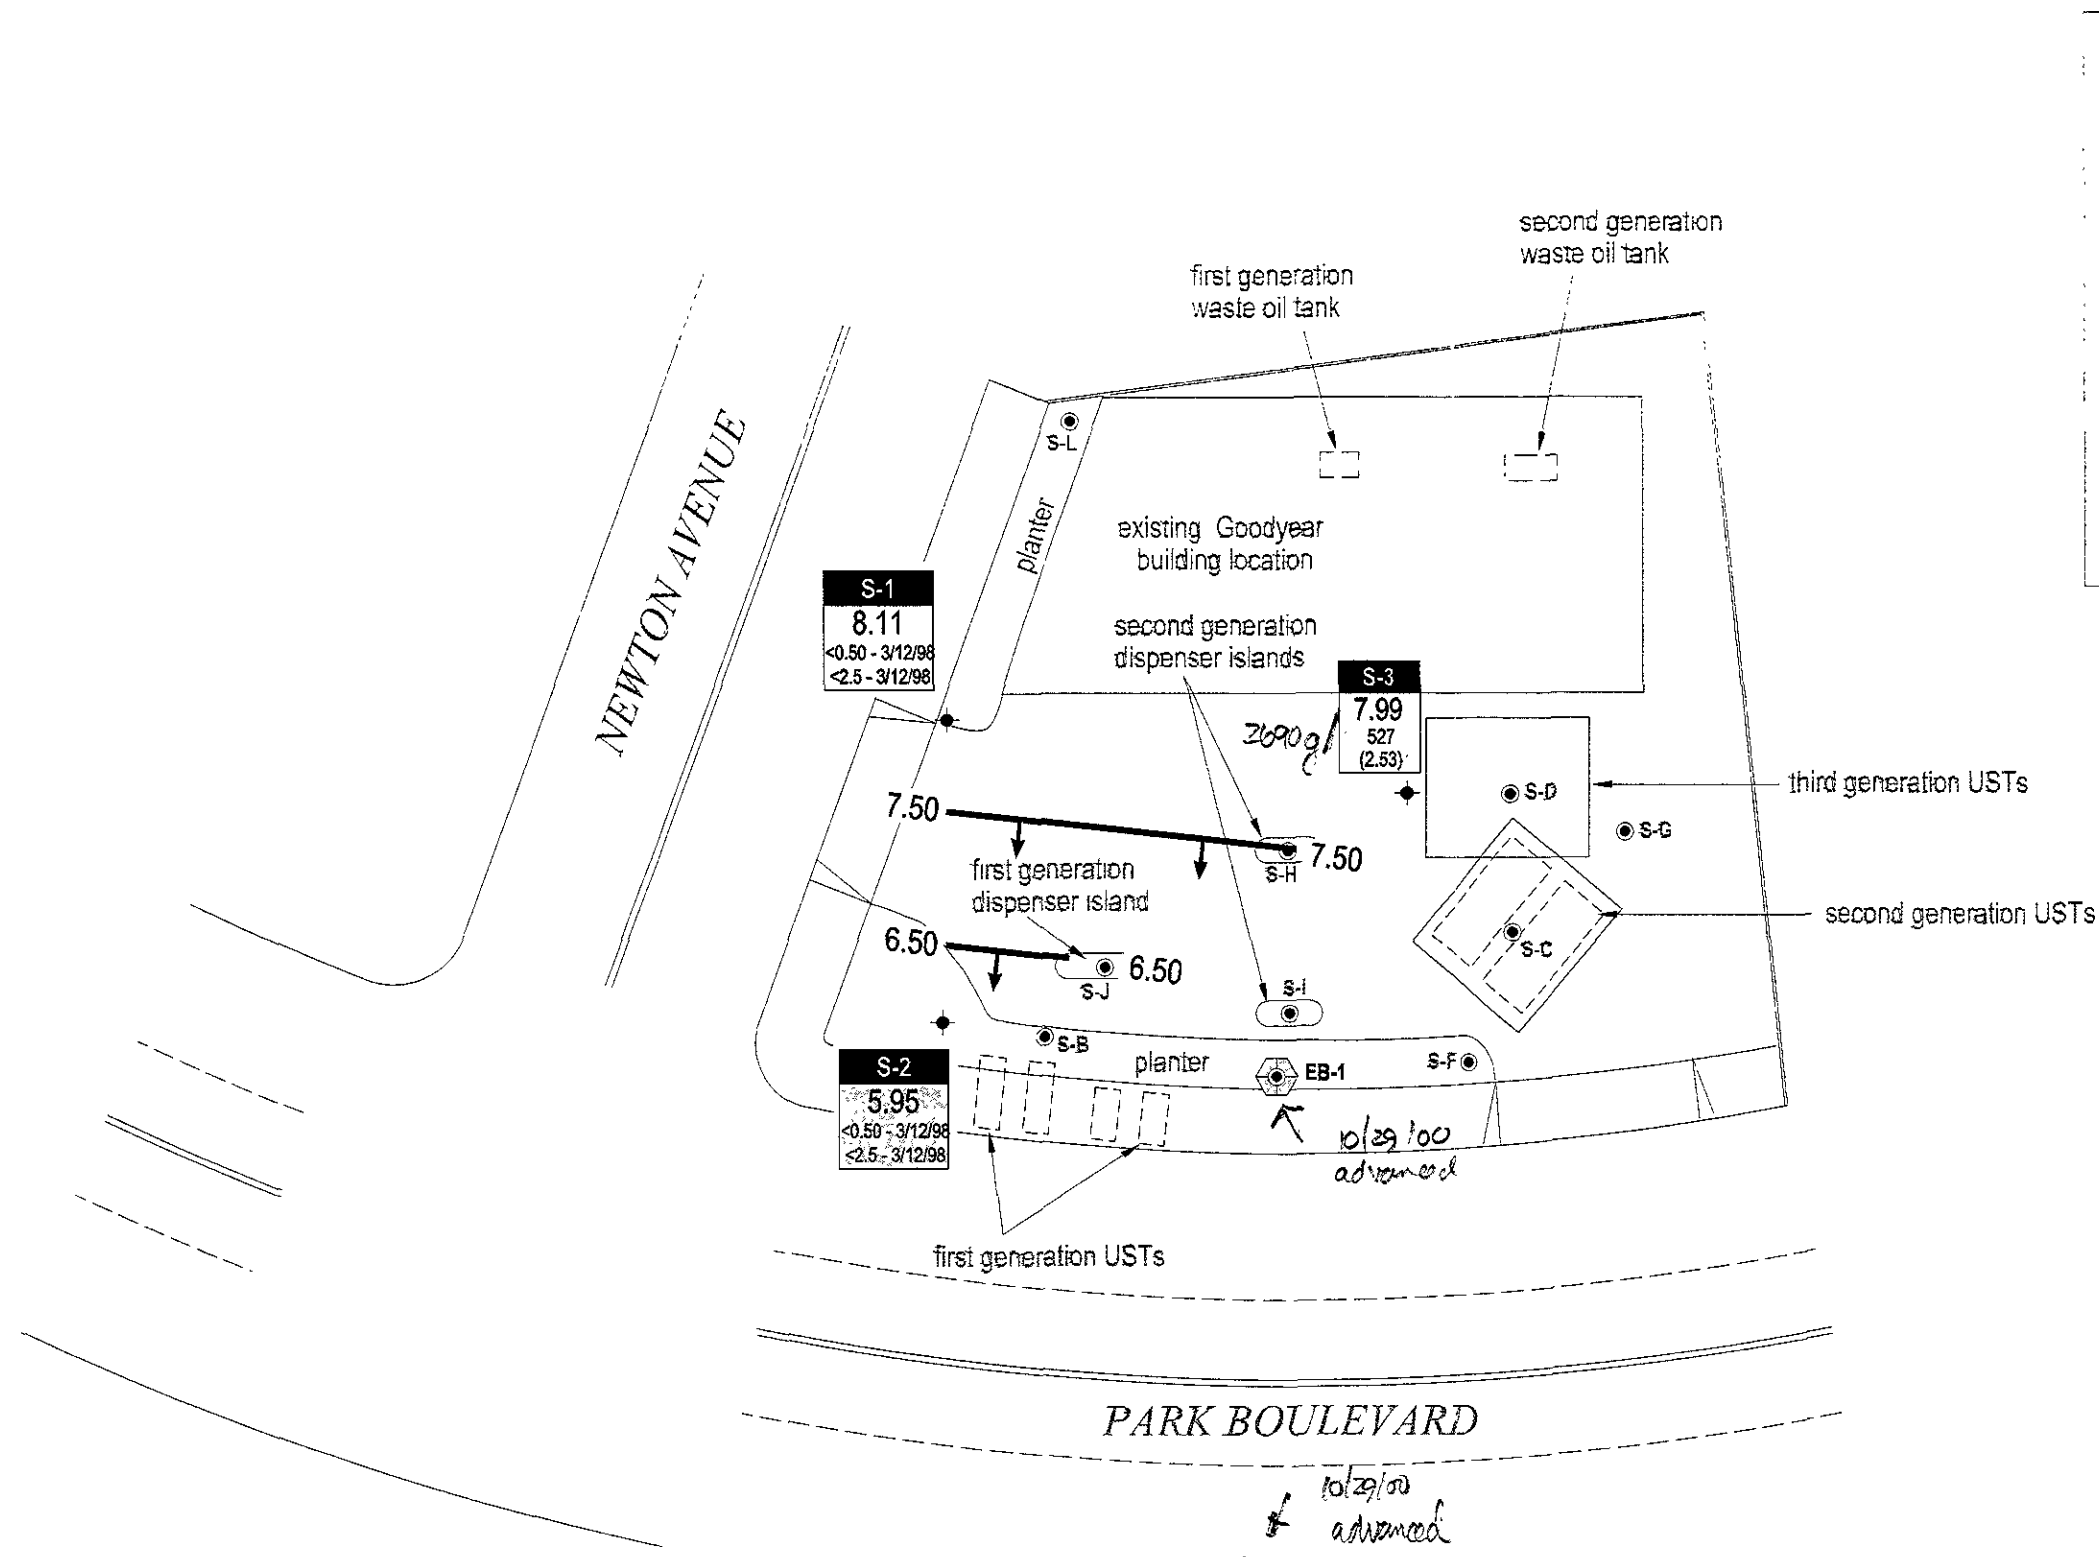 second generation
waste oil tank
first generation
waste oil tank
NEWTON AVENUE
S-L
planter
existing Goodyear
building location
S-1
8.11
<0.50 - 3/12/98
<2.5 - 3/12/98
second generation
dispenser islands
S-3
7.99
527
(2.53)
third generation USTs
S-D
S-G
7.50
7.50
S-H
first generation
dispenser island
second generation USTs
S-C
6.50
6.50
S-J
S-I
S-B
planter
EB-1
S-F
S-2
5.95
<0.50 - 3/12/98
<2.5 - 3/12/98
10/29/00
advanced
first generation USTs
PARK BOULEVARD
10/29/00
advanced